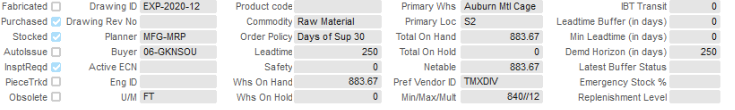 Fabricated Drawing ID EXP-2020-12 Product code Primary Whs Auburn Mtl Cage IBT Transit 0
Purchased Drawing Rev No Commodity Raw Material Primary Loc S2 Leadtime Buffer (in days) 0
Stocked Planner MFG-MRP Order Policy Days of Sup 30 Total On Hand 883.67 Min Leadtime (in days) 0
AutoIssue Buyer 06-GKNSOU Leadtime 250 Total On Hold 0 Demd Horizon (in days) 250
InsptReqd Active ECN Safety 0 Netable 883.67 Latest Buffer Status
PieceTrkd Eng ID Whs On Hand 883.67 Pref Vendor ID TMXDIV Emergency Stock %
Obsolete U/M FT Whs On Hold 0 Min/Max/Mult 840//12 Replenishment Level